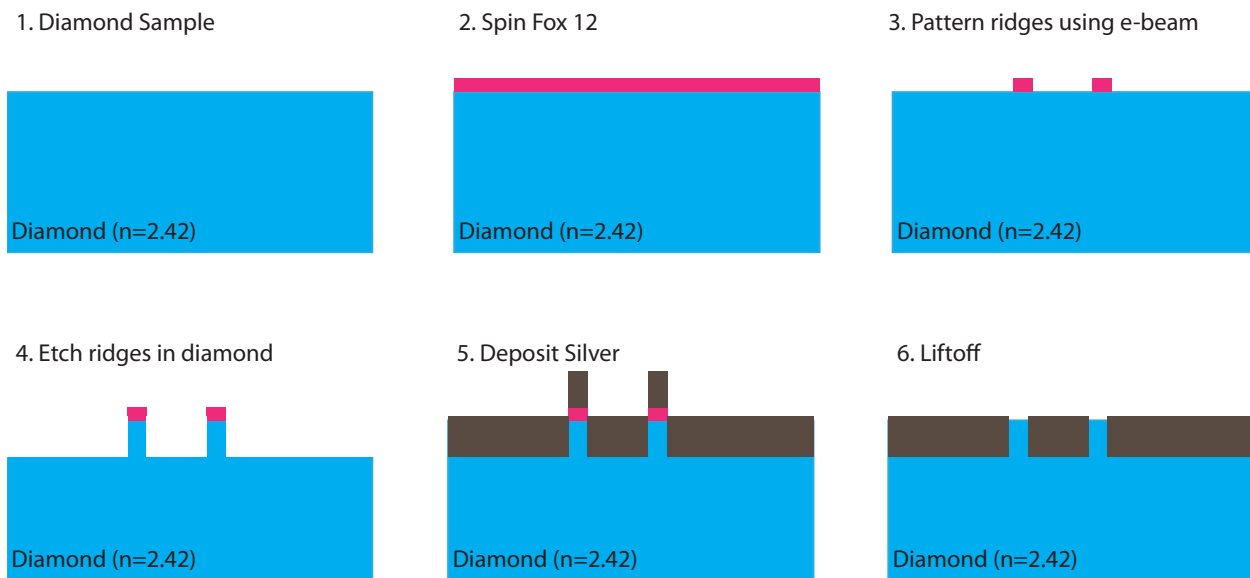 1. Diamond Sample
2. Spin Fox 12
3. Pattern ridges using e-beam
Diamond (n=2.42)
Diamond (n=2.42)
Diamond (n=2.42)
4. Etch ridges in diamond
5. Deposit Silver
6. Liftoff
Diamond (n=2.42)
Diamond (n=2.42)
Diamond (n=2.42)